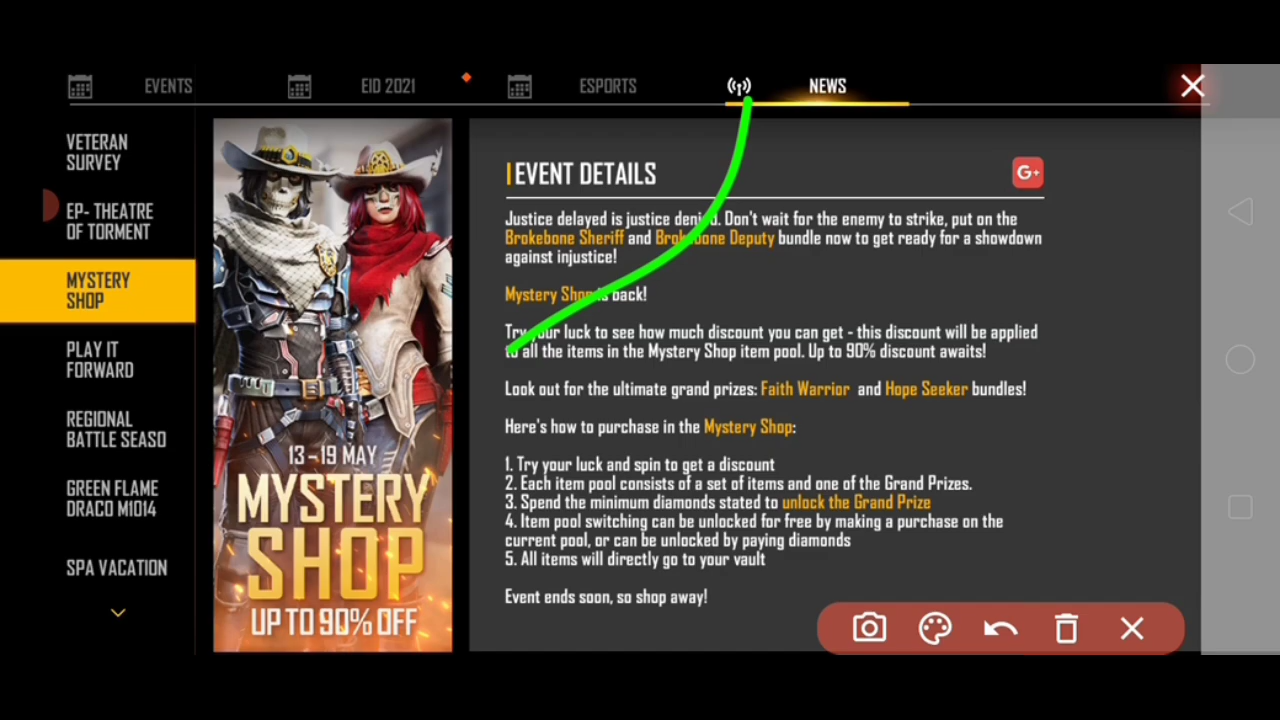 EVENTS
EID 2021
ESPORTS
NEWS
VETERAN
SURVEY
EP- THEATRE
OF TORMENT
MYSTERY
SHOP
PLAY IT
FORWARD
REGIONAL
BATTLE SEASO
GREEN FLAME
DRACO M1014
SPA VACATION
13-19 MAY
MYSTERY
SHOP
UP TO 90% OFF
EVENT DETAILS
G+
Justice delayed is justice denied. Don't wait for the enemy to strike, put on the
Brokebone Sheriff and Brokebone Deputy bundle now to get ready for a showdown
against injustice!
Mystery Shop is back!
Try your luck to see how much discount you can get - this discount will be applied
to all the items in the Mystery Shop item pool. Up to 90% discount awaits!
Look out for the ultimate grand prizes: Faith Warrior and Hope Seeker bundles!
Here's how to purchase in the Mystery Shop:
1. Try your luck and spin to get a discount
2. Each item pool consists of a set of items and one of the Grand Prizes.
3. Spend the minimum diamonds stated to unlock the Grand Prize
4. Item pool switching can be unlocked for free by making a purchase on the
current pool, or can be unlocked by paying diamonds
5. All items will directly go to your vault
Event ends soon, so shop away!